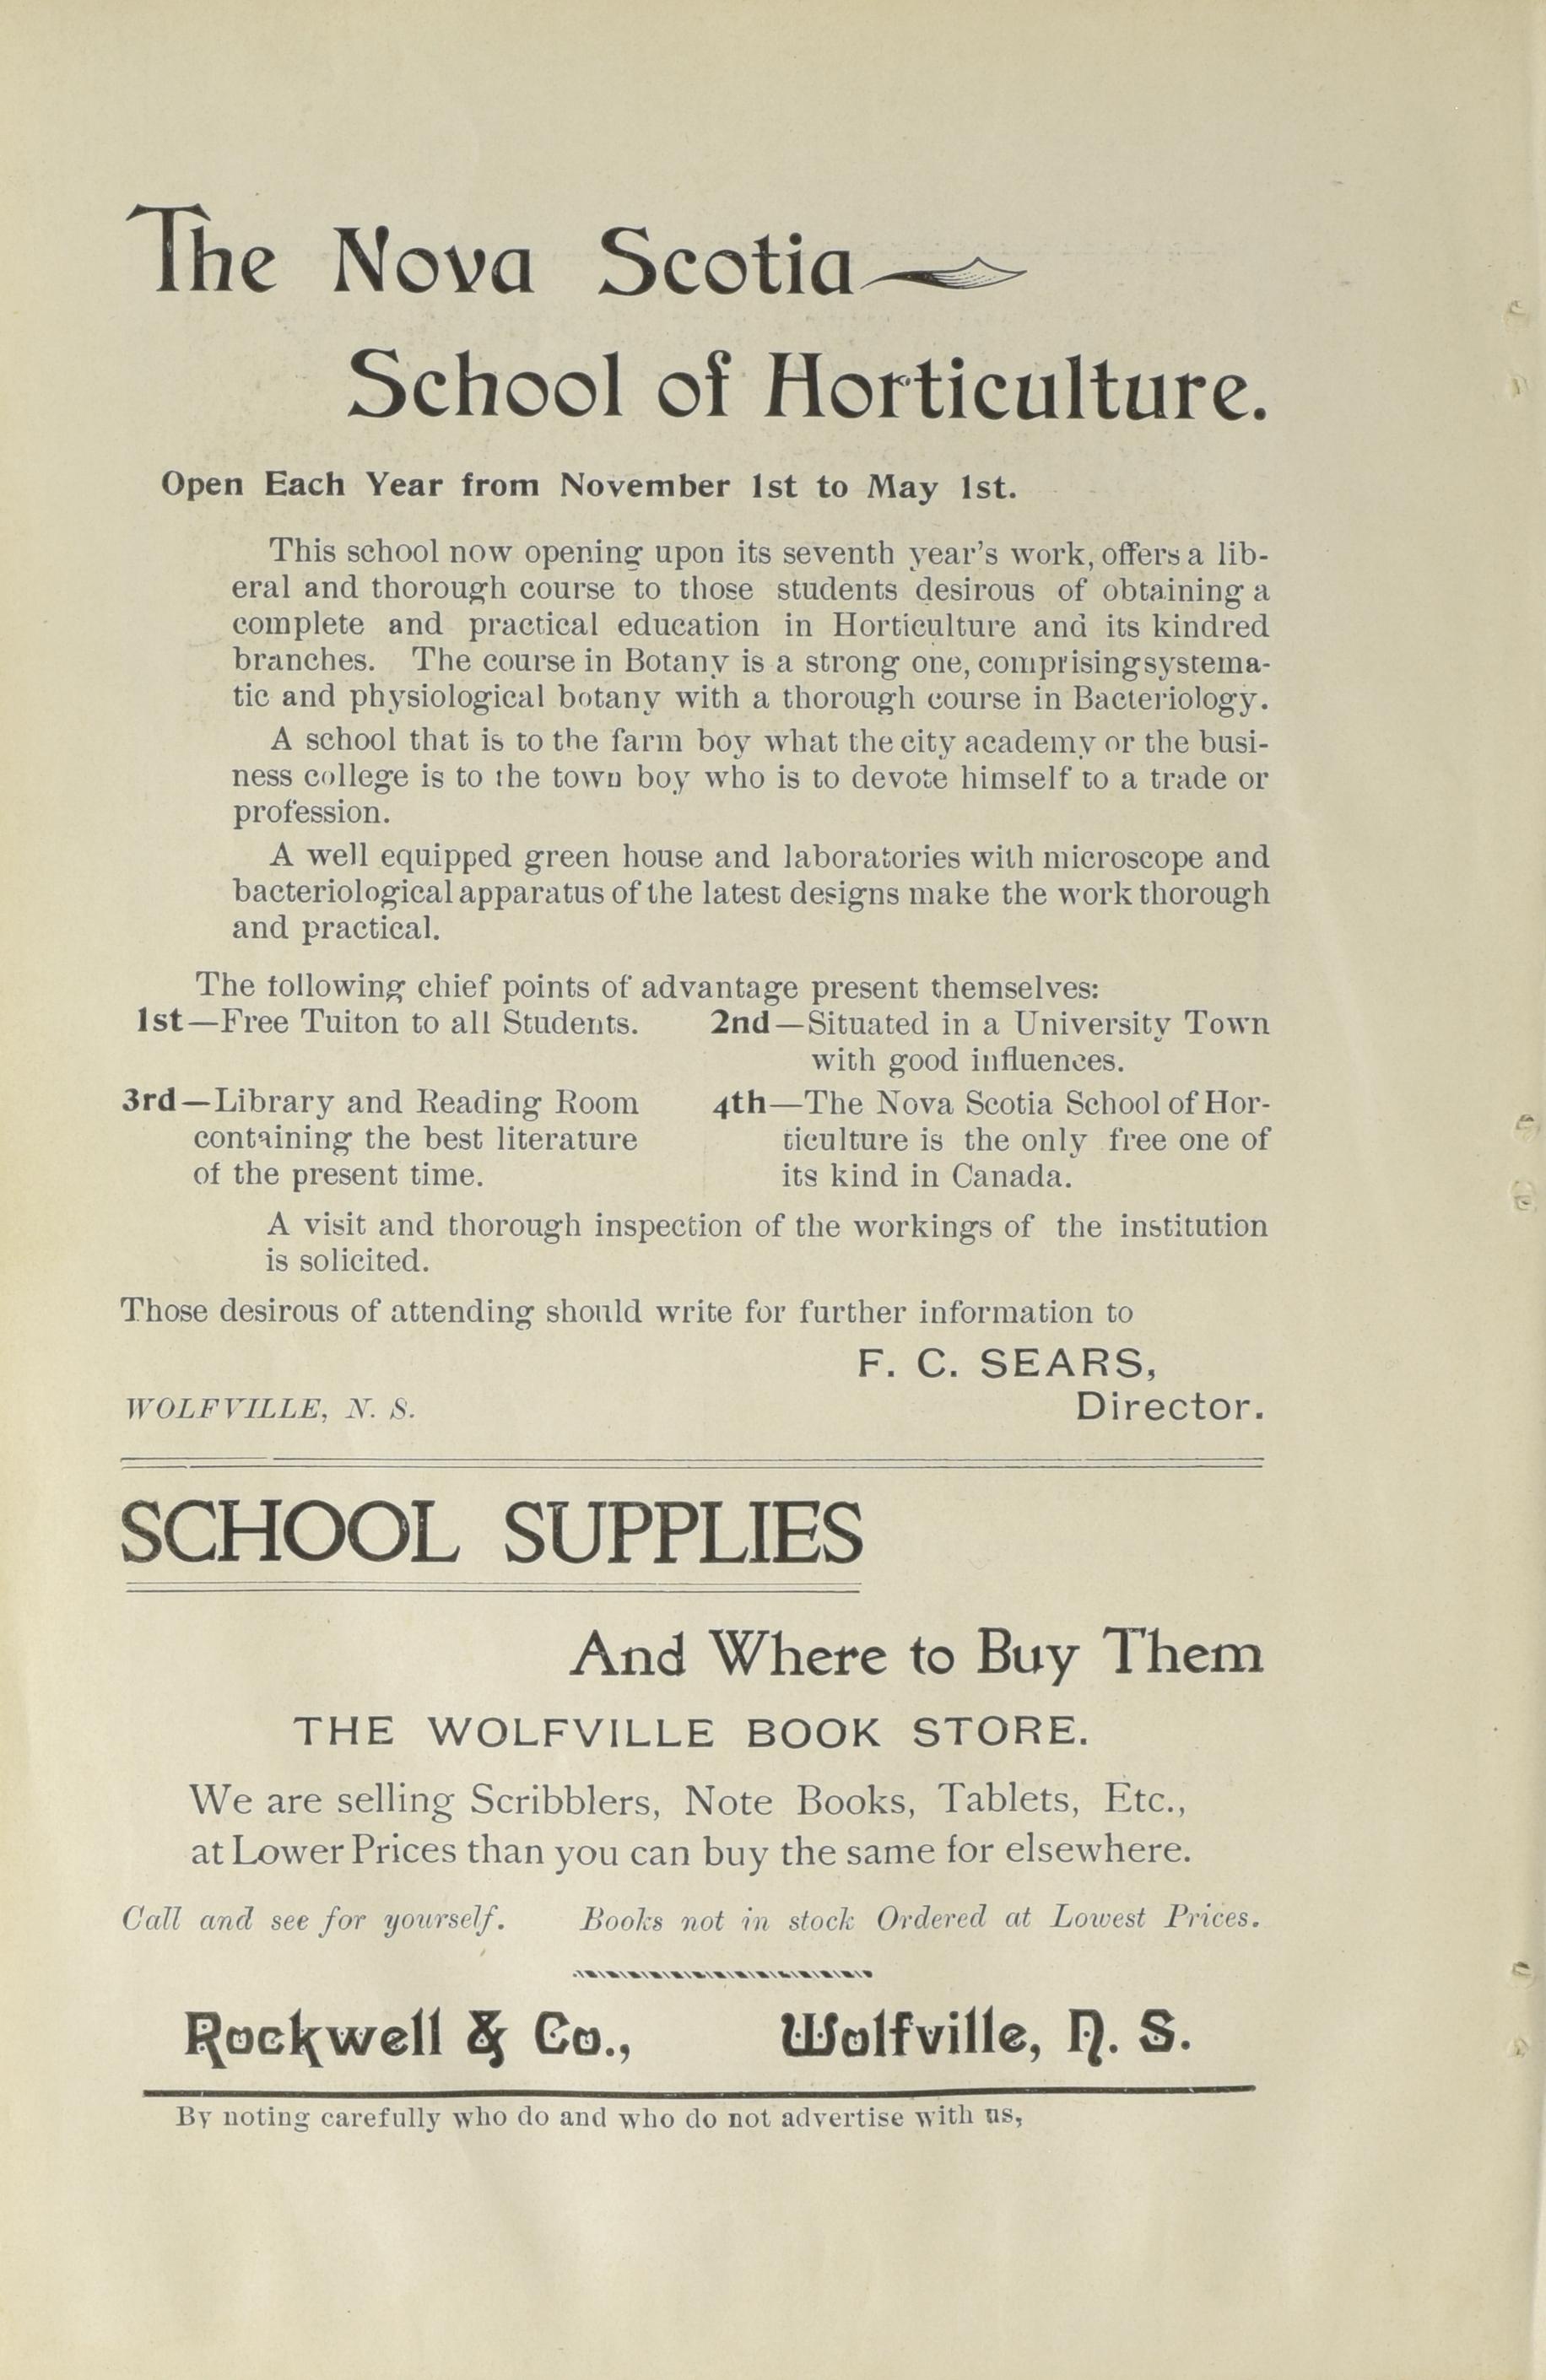 The Nova Scotia
School of Horticulture.
Open Each Year from November 1st to May 1st.
This school now opening upon its seventh year's work, offers a lib-
eral and thorough course to those students desirous of obtaining a
complete and practical education in Horticulture and its kindred
branches. The course in Botany is a strong one, comprising systema-
tic and physiological botany with a thorough course in Bacteriology.
A school that is to the farm boy what the city academy or the busi-
ness college is to the town boy who is to devote himself to a trade or
profession.
A well equipped green house and laboratories with microscope and
bacteriological apparatus of the latest designs make the work thorough
and practical.
The following chief points of advantage present themselves:
1st—Free Tuiton to all Students.
2nd—Situated in a University Town
with good influences.
3rd—Library and Reading Room
containing the best literature
of the present time.
4th—The Nova Scotia School of Hor-
ticulture is the only free one of
its kind in Canada.
A visit and thorough inspection of the workings of the institution
is solicited.
Those desirous of attending should write for further information to
F. C. SEARS,
WOLFVILLE, N. S. Director.
SCHOOL SUPPLIES
And Where to Buy Them
THE WOLFVILLE BOOK STORE.
We are selling Scribblers, Note Books, Tablets, Etc.,
at Lower Prices than you can buy the same for elsewhere.
Call and see for yourself. Books not in stock Ordered at Lowest Prices.
Rockwell & Co., Wolfville, N. S.
By noting carefully who do and who do not advertise with us,